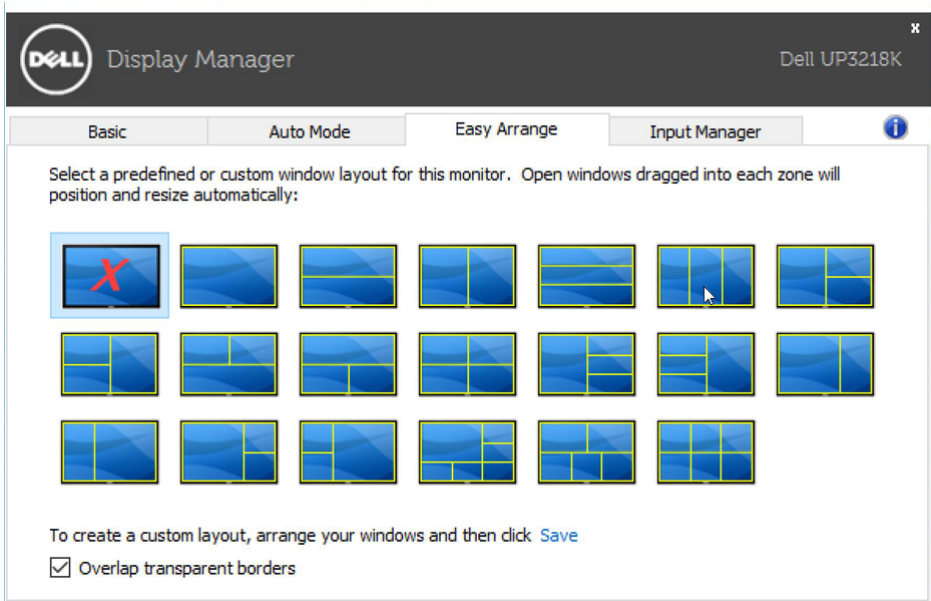 x
DELL Display Manager Dell UP3218K
Basic Auto Mode Easy Arrange Input Manager i
Select a predefined or custom window layout for this monitor. Open windows dragged into each zone will
position and resize automatically:
X
To create a custom layout, arrange your windows and then click Save
Overlap transparent borders